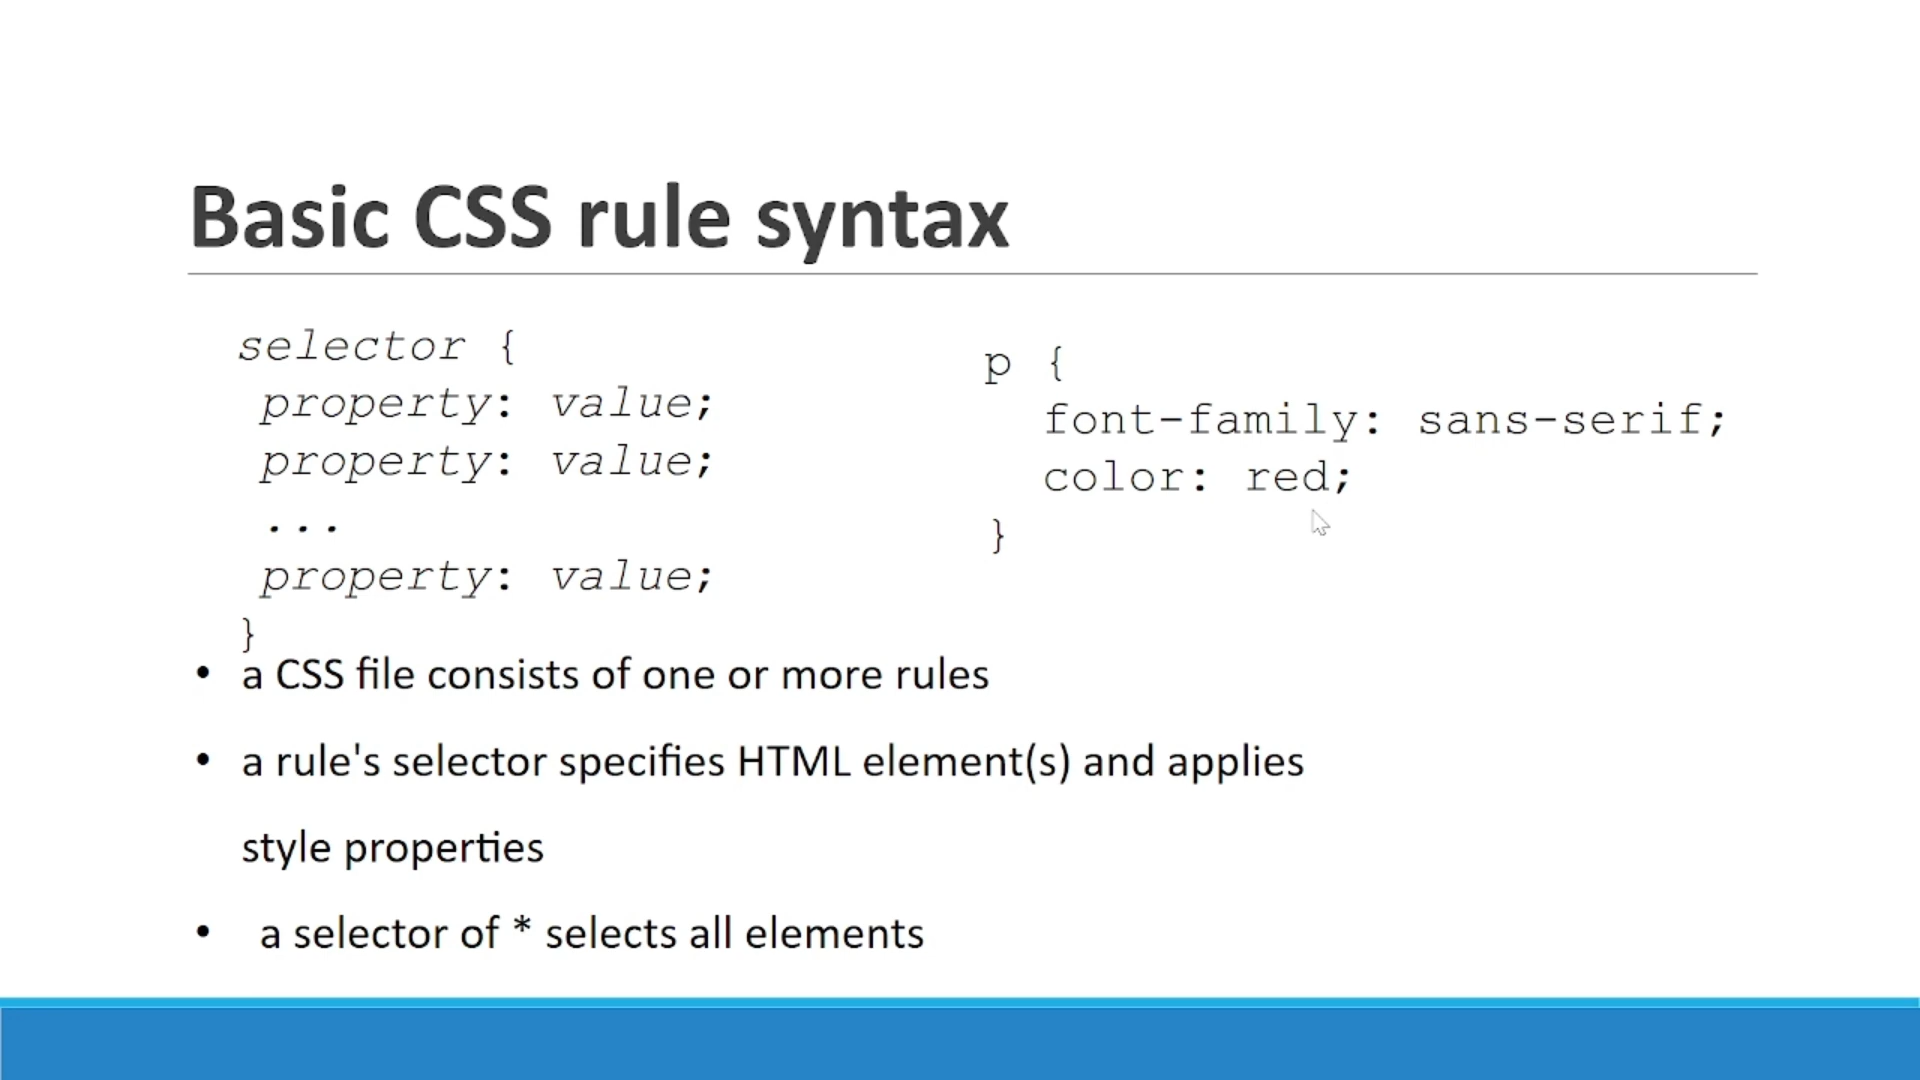 Basic CSS rule syntax
selector {
property: value;
property: value;
...
property: value;
}
p {
font-family: sans-serif;
color: red;
}
• a CSS file consists of one or more rules
• a rule's selector specifies HTML element(s) and applies
style properties
• a selector of * selects all elements